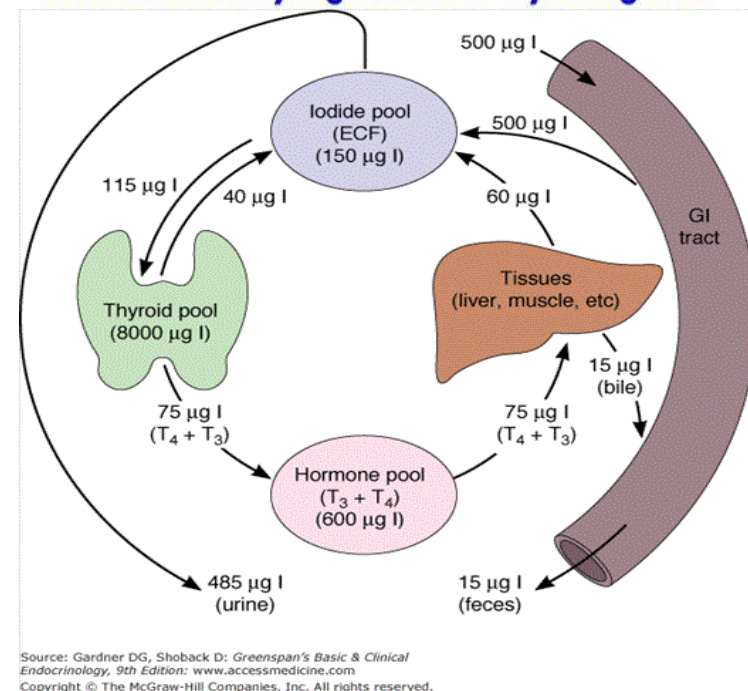 500 µg I
Iodide pool
(ECF)
(150 µg I)
500 µg I
115 µg I
40 µg I
60 µg I
GI
tract
Thyroid pool
(8000 µg I)
Tissues
(liver, muscle, etc)
15 µg I
(bile)
75 µg I
(T₄ + T₃)
75 µg I
(T₄ + T₃)
Hormone pool
(T₃ + T₄)
(600 µg I)
485 µg I
(urine)
15 µg I
(feces)
Source: Gardner DG, Shoback D: Greenspan's Basic & Clinical
Endocrinology, 9th Edition: www.accessmedicine.com
Copyright © The McGraw-Hill Companies, Inc. All rights reserved.